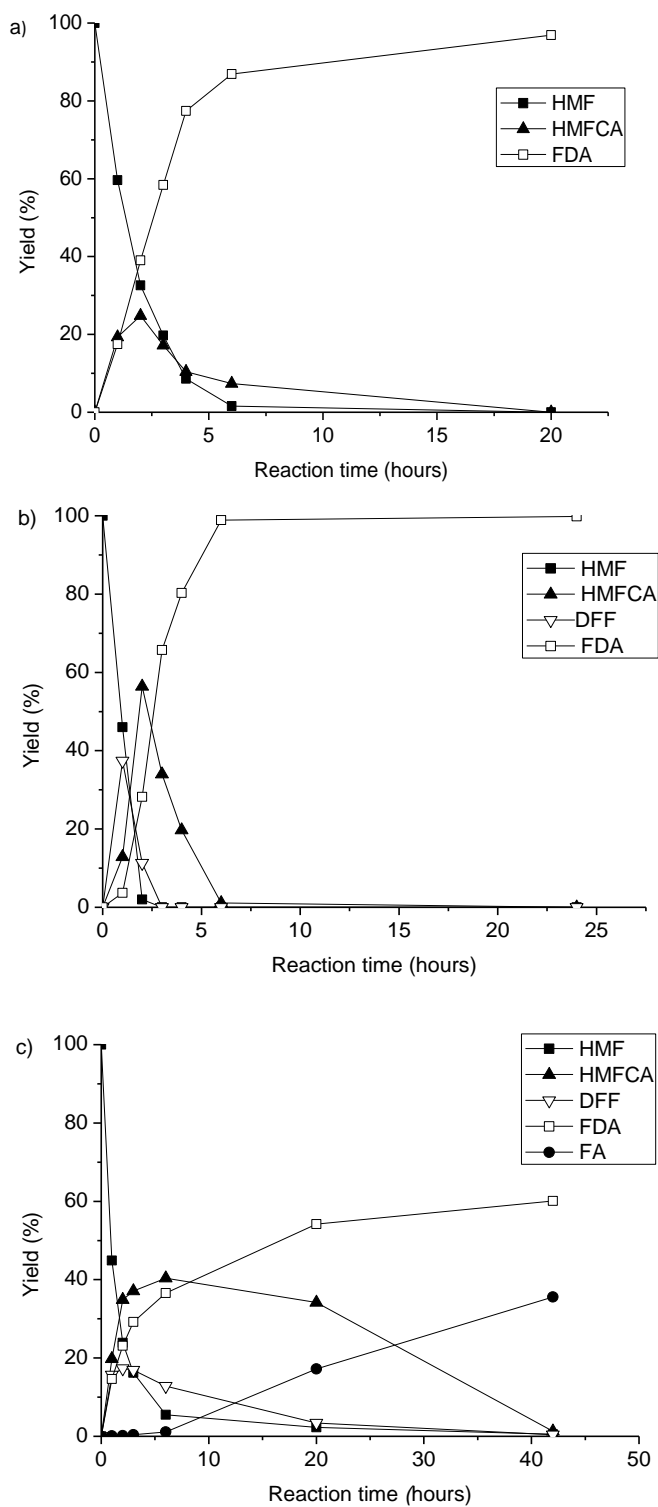 a)
100
80
60
40
20
0
Yield (%)
HMF
HMFCA
FDA
0 5 10 15 20
Reaction time (hours)
b)
100
80
60
40
20
0
Yield (%)
HMF
HMFCA
DFF
FDA
0 5 10 15 20 25
Reaction time (hours)
c)
100
80
60
40
20
0
Yield (%)
HMF
HMFCA
DFF
FDA
FA
0 10 20 30 40 50
Reaction time (hours)